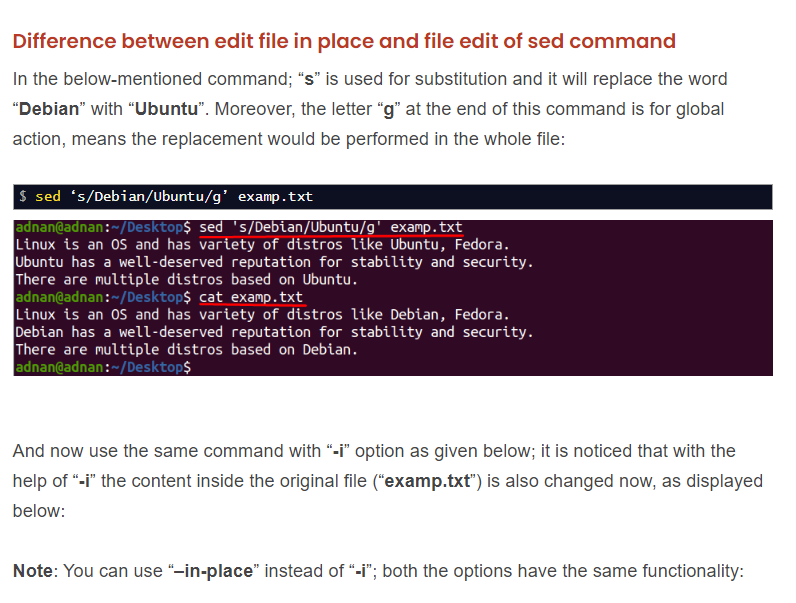 Difference between edit file in place and file edit of sed command
In the below-mentioned command; “s” is used for substitution and it will replace the word
“Debian” with “Ubuntu”. Moreover, the letter “g” at the end of this command is for global
action, means the replacement would be performed in the whole file:
$ sed ‘s/Debian/Ubuntu/g’ examp.txt
adnan@adnan:~/Desktop$ sed 's/Debian/Ubuntu/g' examp.txt
Linux is an OS and has variety of distros like Ubuntu, Fedora.
Ubuntu has a well-deserved reputation for stability and security.
There are multiple distros based on Ubuntu.
adnan@adnan:~/Desktop$ cat examp.txt
Linux is an OS and has variety of distros like Debian, Fedora.
Debian has a well-deserved reputation for stability and security.
There are multiple distros based on Debian.
adnan@adnan:~/Desktop$
And now use the same command with “-i” option as given below; it is noticed that with the
help of “-i” the content inside the original file (“examp.txt”) is also changed now, as displayed
below:
Note: You can use “–in-place” instead of “-i”; both the options have the same functionality: